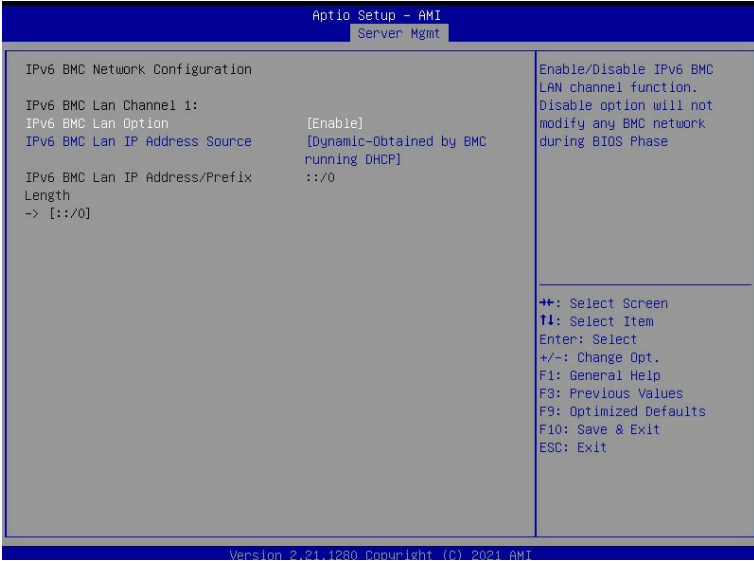 Aptio Setup – AMI
Server Mgmt
IPv6 BMC Network Configuration
IPv6 BMC Lan Channel 1:
IPv6 BMC Lan Option [Enable]
IPv6 BMC Lan IP Address Source [Dynamic-Obtained by BMC
running DHCP]
IPv6 BMC Lan IP Address/Prefix ::/0
Length
-> [::/0]
Enable/Disable IPv6 BMC
LAN channel function.
Disable option will not
modify any BMC network
during BIOS Phase
→←: Select Screen
↑↓: Select Item
Enter: Select
+/-: Change Opt.
F1: General Help
F3: Previous Values
F9: Optimized Defaults
F10: Save & Exit
ESC: Exit
Version 2.21.1280 Copyright (C) 2021 AMI